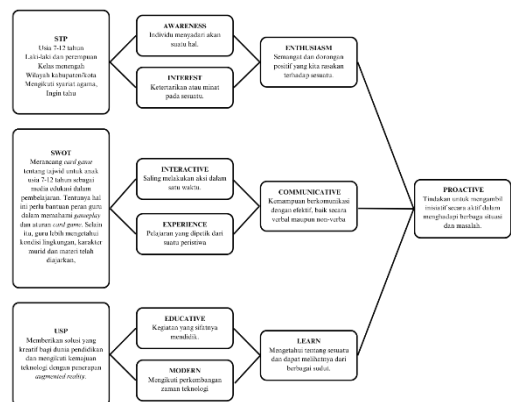 STP
Usia 7-12 tahun
Laki-laki dan perempuan
Kelas menengah
Wilayah kabupaten/kota
Mengikuti syariat agama,
Ingin tahu
AWARENESS
Individu menyadari akan
suatu hal.
INTEREST
Ketertarikan atau minat
pada sesuatu.
ENTHUSIASM
Semangat dan dorongan
positif yang kita rasakan
terhadap sesuatu.
SWOT
Merancang card game
tentang tajwid untuk anak
usia 7-12 tahun sebagai
media edukasi dalam
pembelajaran. Tentunya hal
ini perlu bantuan peran guru
dalam memahami gameplay
dan aturan card game. Selain
itu, guru lebih mengetahui
kondisi lingkungan, karakter
murid dan materi telah
diajarkan.
INTERACTIVE
Saling melakukan aksi dalam
satu waktu.
EXPERIENCE
Pelajaran yang dipetik dari
suatu peristiwa
COMMUNICATIVE
Kemampuan berkomunikasi
dengan efektif, baik secara
verbal maupun non-verba
PROACTIVE
Tindakan untuk mengambil
inisiatif secara aktif dalam
menghadapi berbagai situasi
dan masalah.
USP
Memberikan solusi yang
kreatif bagi dunia pendidikan
dan mengikuti kemajuan
teknologi dengan penerapan
augmented reality.
EDUCATIVE
Kegiatan yang sifatnya
mendidik.
MODERN
Mengikuti perkembangan
zaman teknologi
LEARN
Mengetahui tentang sesuatu
dan dapat melihatnya dari
berbagai sudut.